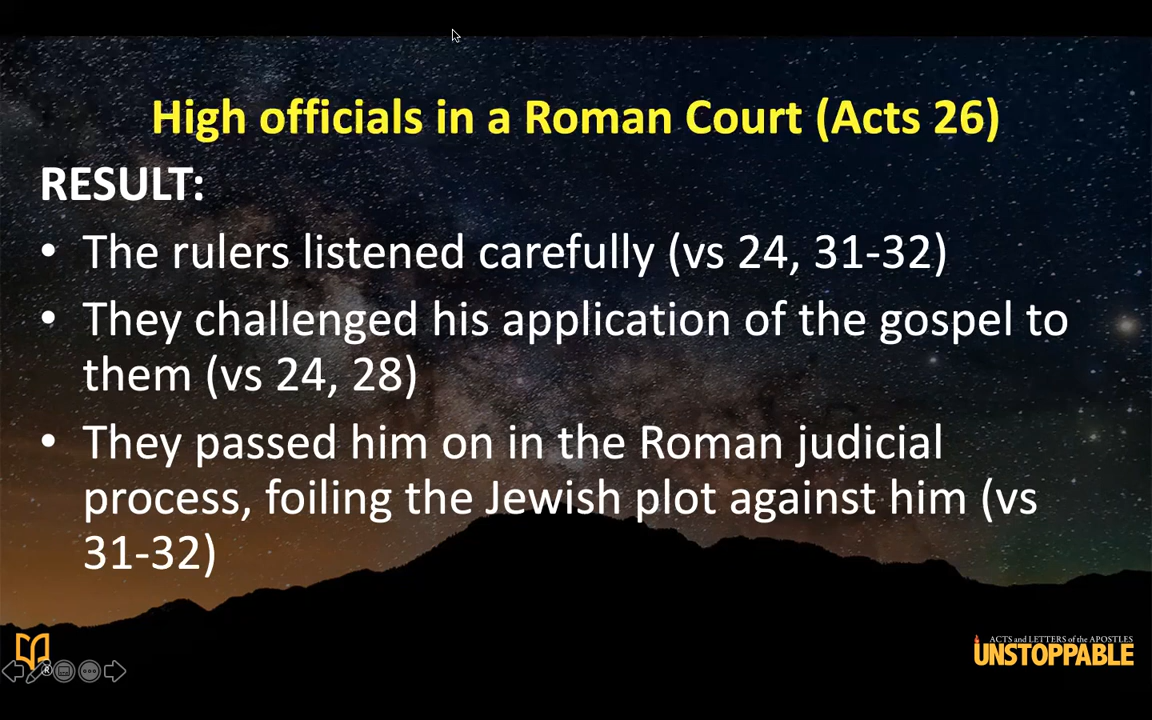 High officials in a Roman Court (Acts 26)
RESULT:
• The rulers listened carefully (vs 24, 31-32)
• They challenged his application of the gospel to
them (vs 24, 28)
• They passed him on in the Roman judicial
process, foiling the Jewish plot against him (vs
31-32)
®
ACTS and LETTERS of the APOSTLES
UNSTOPPABLE